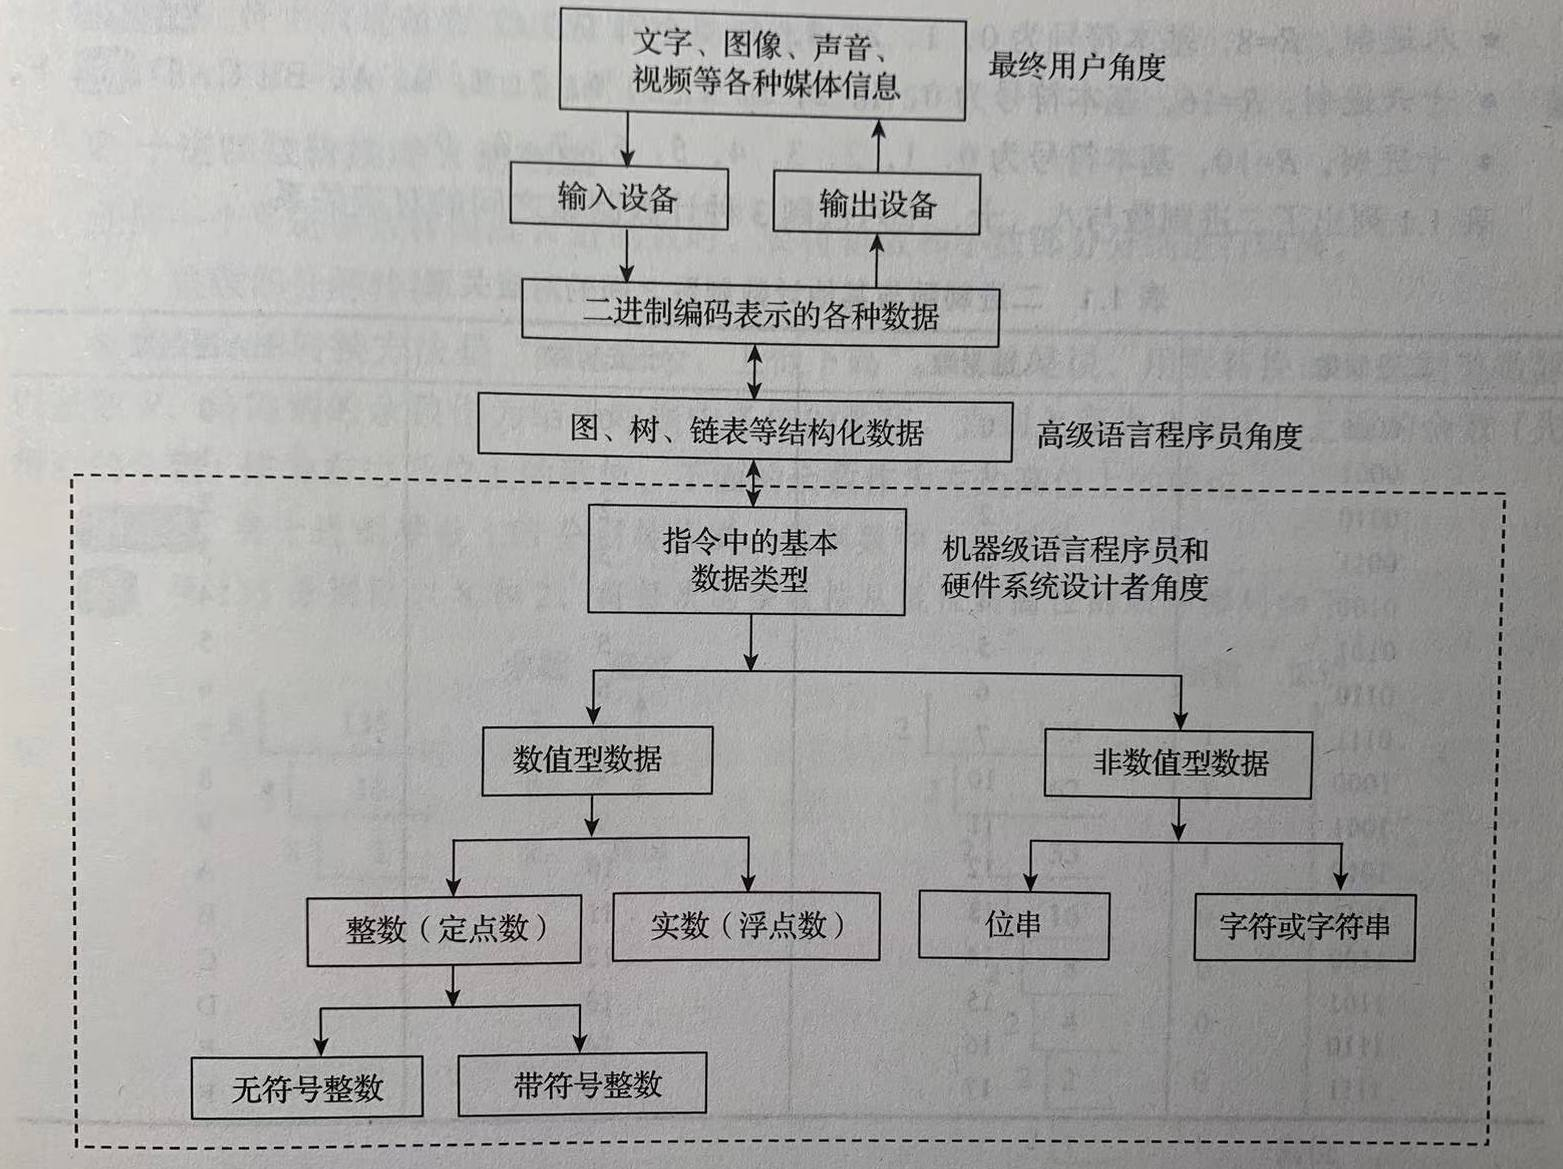 文字、图像、声音、
视频等各种媒体信息
最终用户角度
输入设备
输出设备
二进制编码表示的各种数据
图、树、链表等结构化数据
高级语言程序员角度
指令中的基本
数据类型
机器级语言程序员和
硬件系统设计者角度
数值型数据
非数值型数据
整数（定点数）
实数（浮点数）
位串
字符或字符串
无符号整数
带符号整数